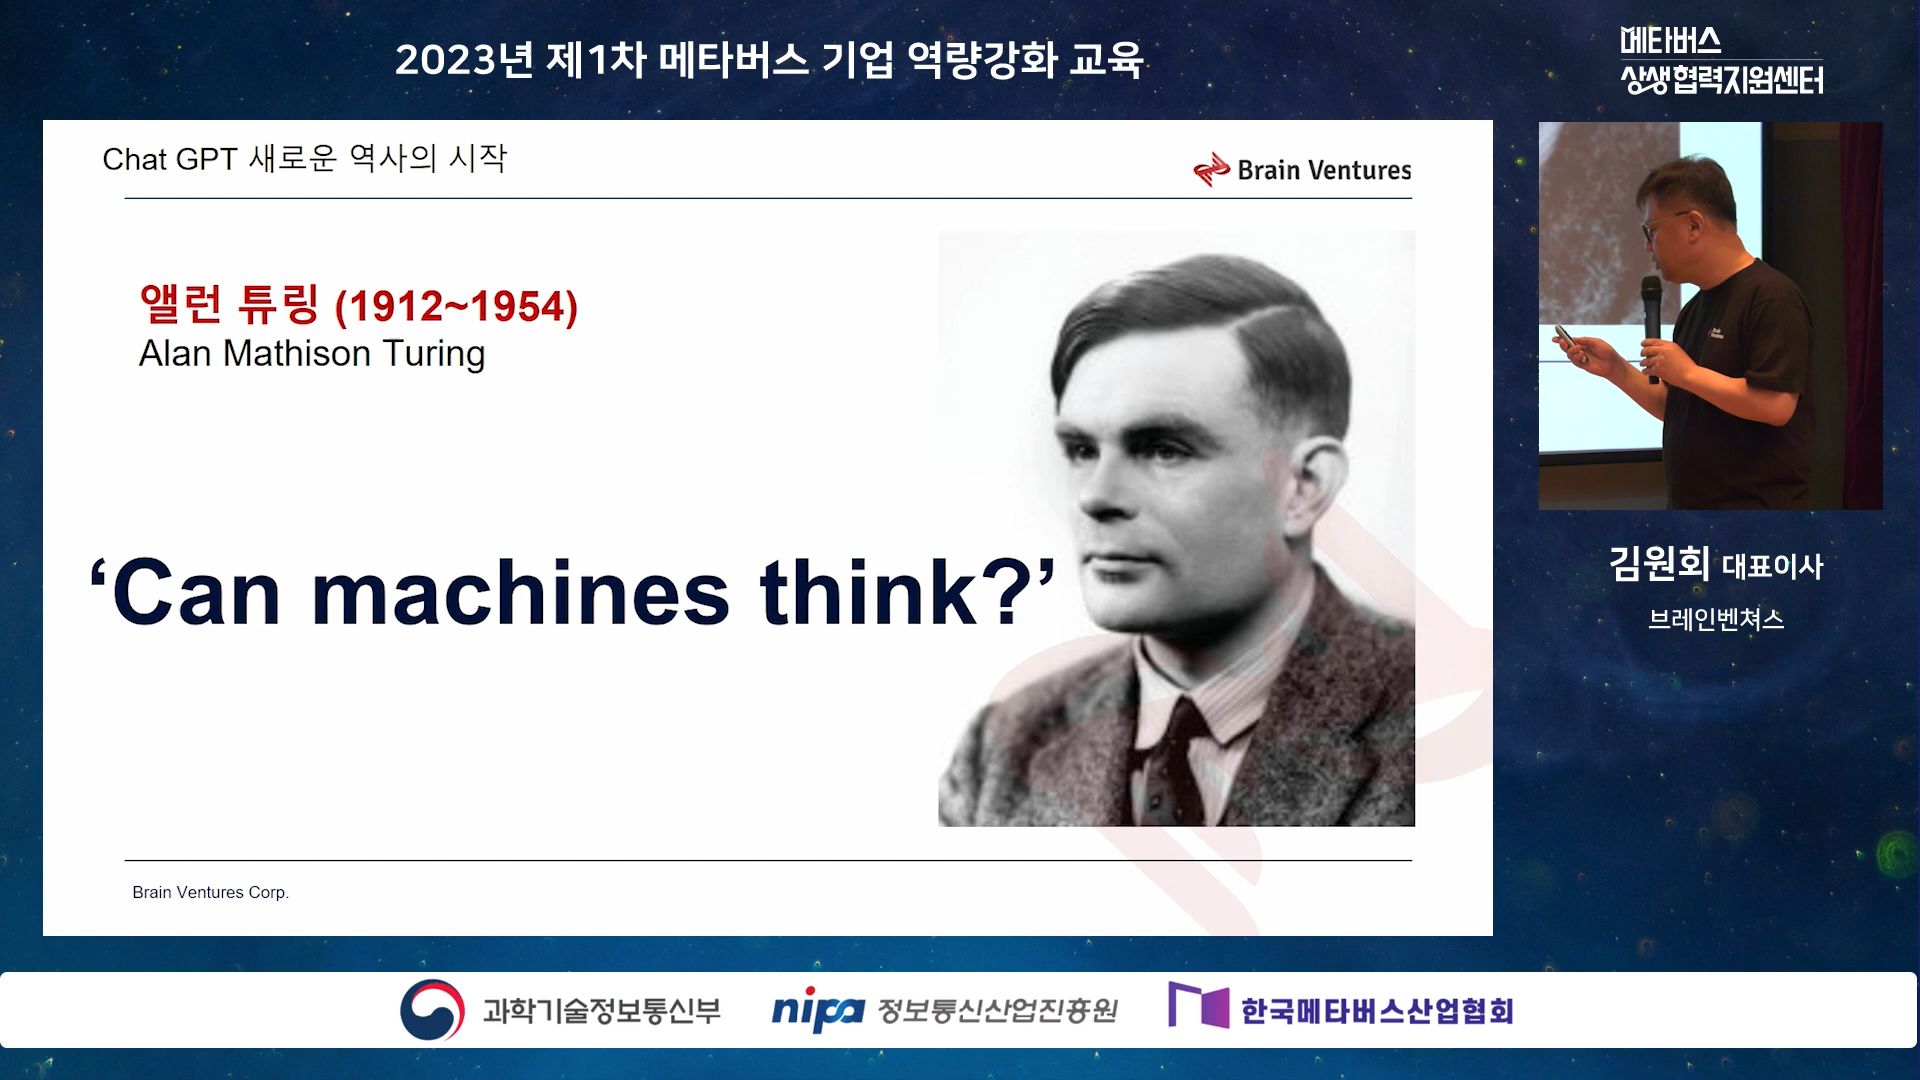 2023년 제1차 메타버스 기업 역량강화 교육
메타버스
상생협력지원센터
Chat GPT 새로운 역사의 시작
Brain Ventures
앨런 튜링 (1912~1954)
Alan Mathison Turing
‘Can machines think?’
Brain Ventures Corp.
김원회 대표이사
브레인벤쳐스
과학기술정보통신부
nipa 정보통신산업진흥원
한국메타버스산업협회